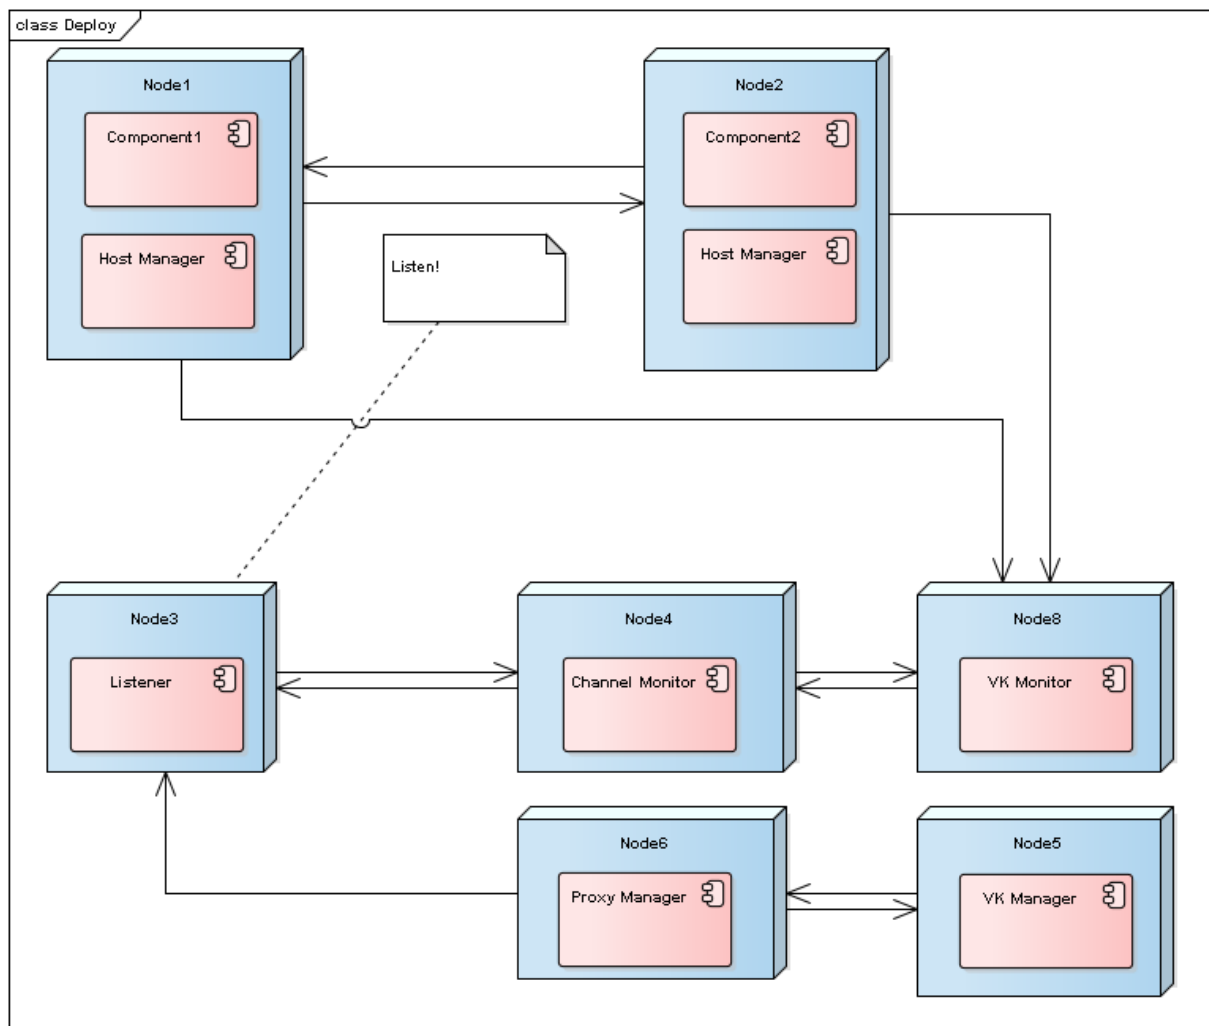 class Deploy
Node1
Component1
Host Manager
Node2
Component2
Host Manager
Listen!
Node3
Listener
Node4
Channel Monitor
Node8
VK Monitor
Node6
Proxy Manager
Node5
VK Manager